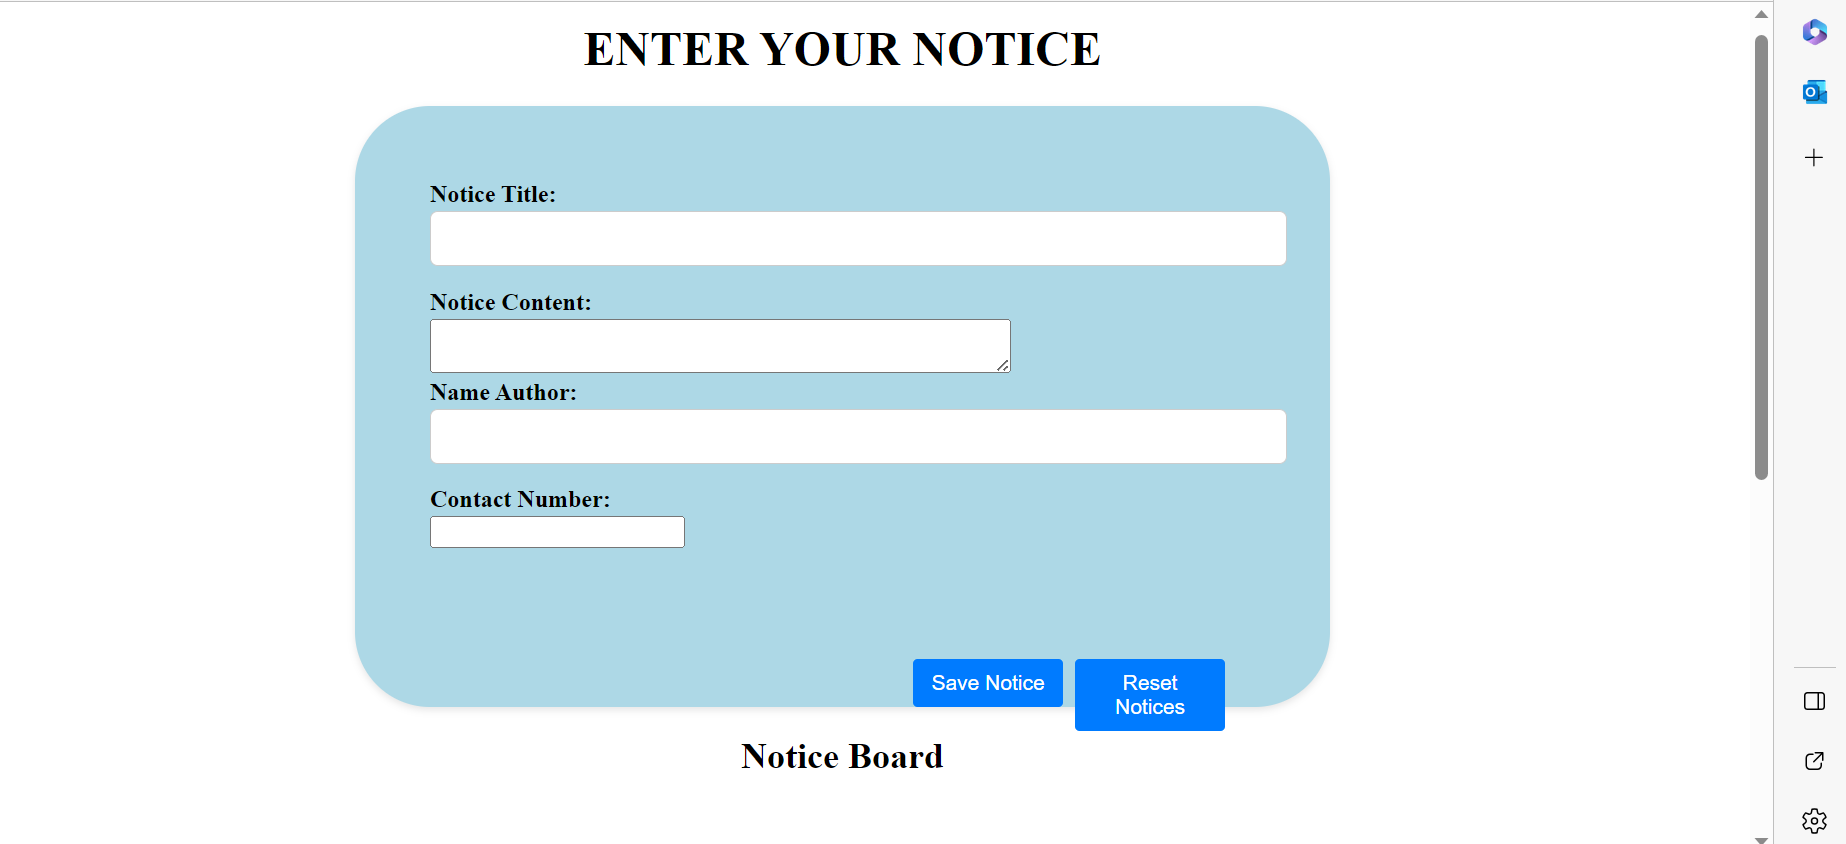 ENTER YOUR NOTICE
Notice Title:
Notice Content:
Name Author:
Contact Number:
Save Notice
Reset
Notices
Notice Board